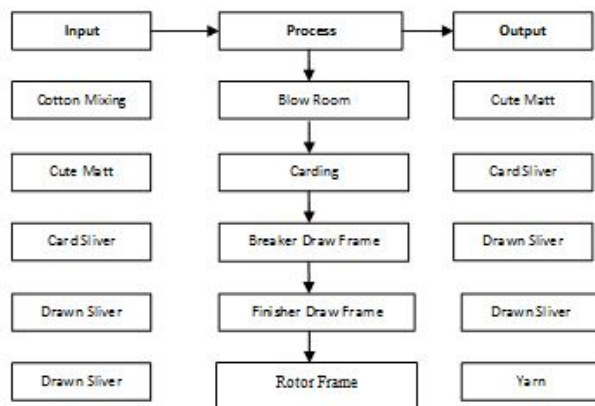 Input Process Output
Cotton Mixing Blow Room Cute Matt
Cute Matt Carding Card Sliver
Card Sliver Breaker Draw Frame Drawn Sliver
Drawn Sliver Finisher Draw Frame Drawn Sliver
Drawn Sliver Rotor Frame Yarn